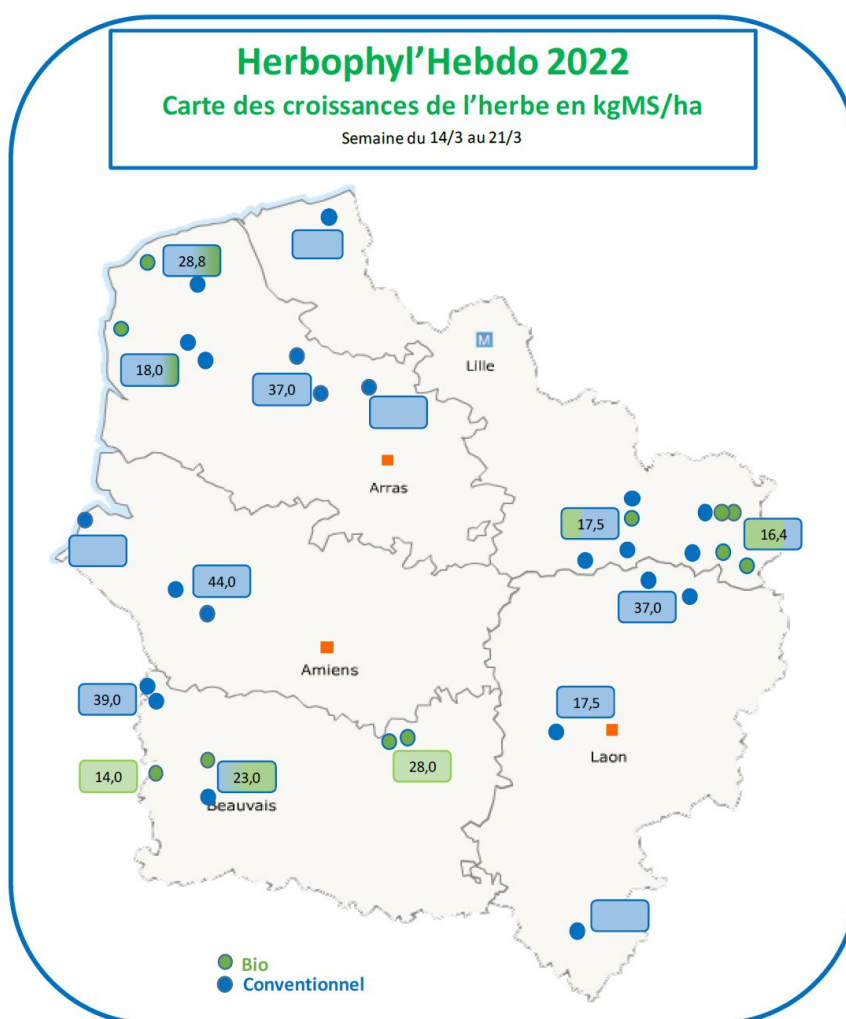 Herbophyl'Hebdo 2022
Carte des croissances de l'herbe en kgMS/ha
Semaine du 14/3 au 21/3
28,8
M
Lille
18,0
37,0
Arras
17,5
16,4
44,0
37,0
Amiens
39,0
17,5
Laon
14,0
23,0
28,0
Beauvais
Bio
Conventionnel